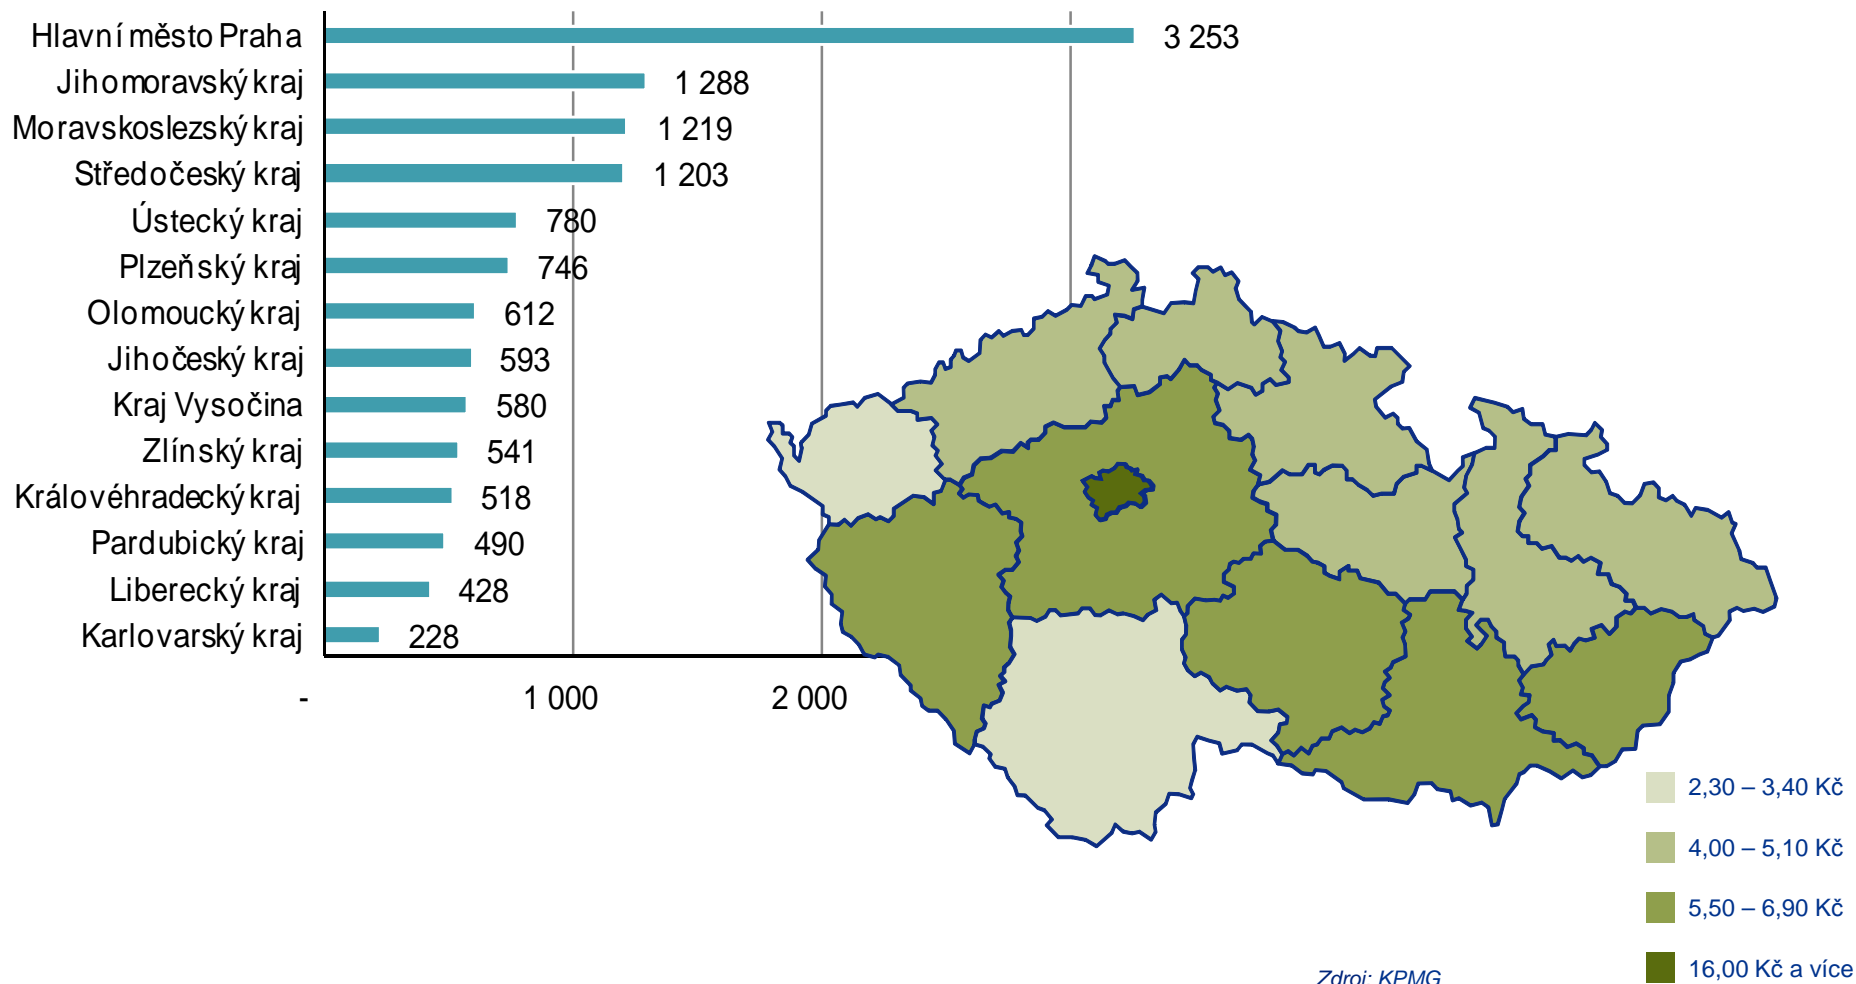 Hlavní město Praha 3 253
Jihomoravský kraj 1 288
Moravskoslezský kraj 1 219
Středočeský kraj 1 203
Ústecký kraj 780
Plzeňský kraj 746
Olomoucký kraj 612
Jihočeský kraj 593
Kraj Vysočina 580
Zlínský kraj 541
Královéhradecký kraj 518
Pardubický kraj 490
Liberecký kraj 428
Karlovarský kraj 228
- 1 000 2 000
2,30 – 3,40 Kč
4,00 – 5,10 Kč
5,50 – 6,90 Kč
16,00 Kč a více
Zdroj: KPMG